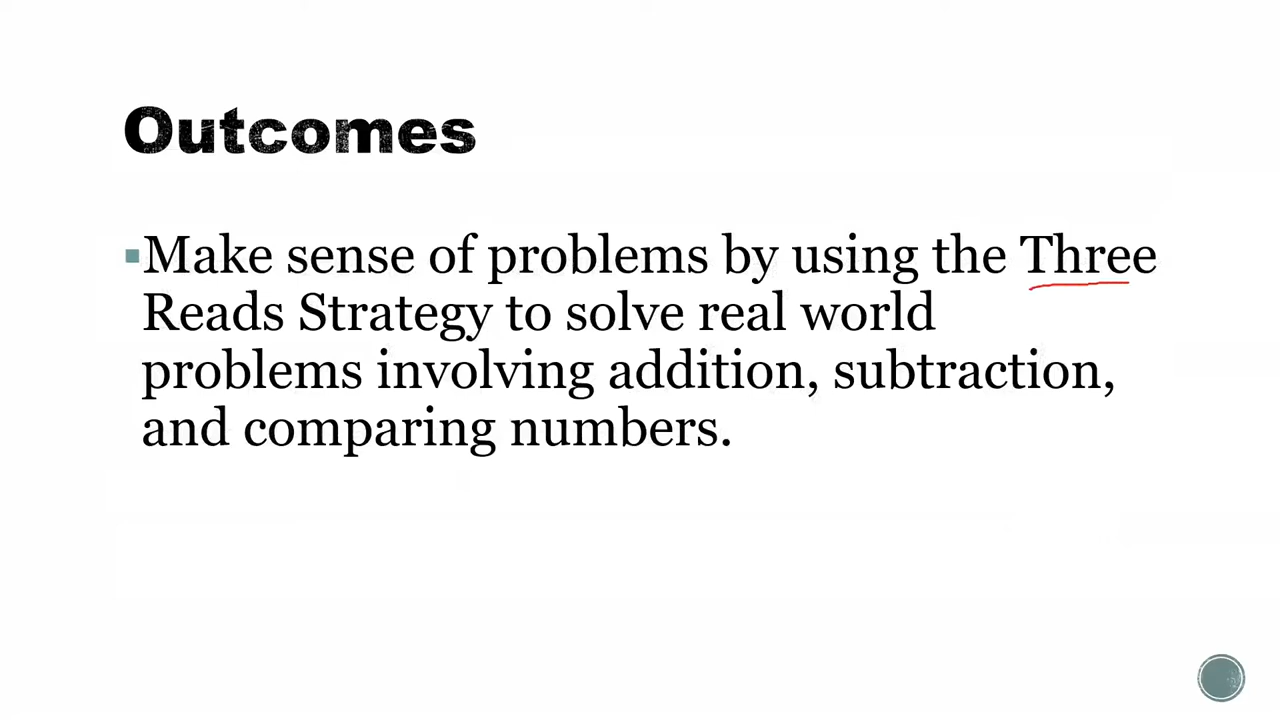 Outcomes
▪Make sense of problems by using the Three
Reads Strategy to solve real world
problems involving addition, subtraction,
and comparing numbers.